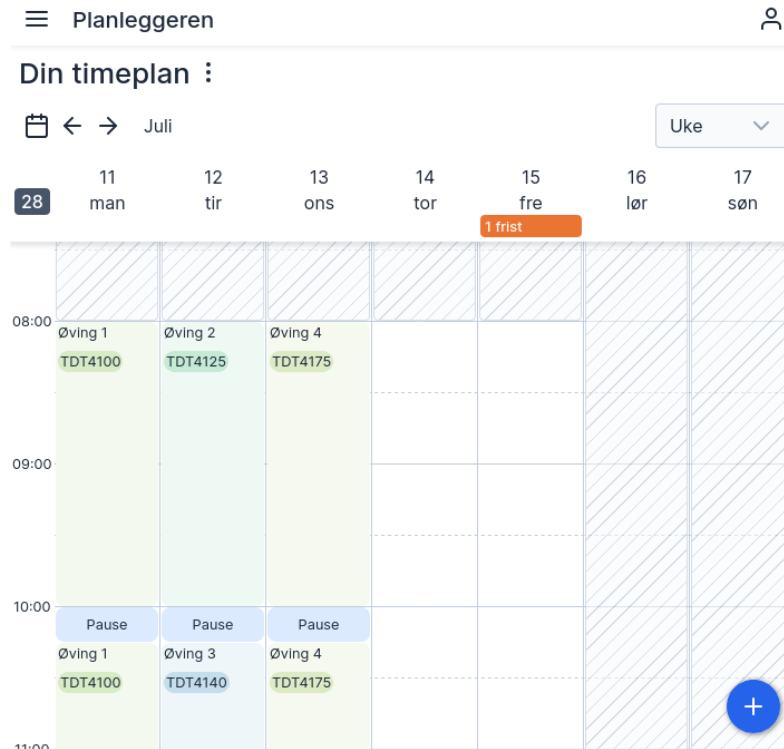 Planleggeren
Din timeplan
Juli
Uke
11 12 13 14 15 16 17
28 man tir ons tor fre lør søn
1 frist
08:00
Øving 1 Øving 2 Øving 4
TDT4100 TDT4125 TDT4175
09:00
10:00
Pause Pause Pause
Øving 1 Øving 3 Øving 4
TDT4100 TDT4140 TDT4175
11:00